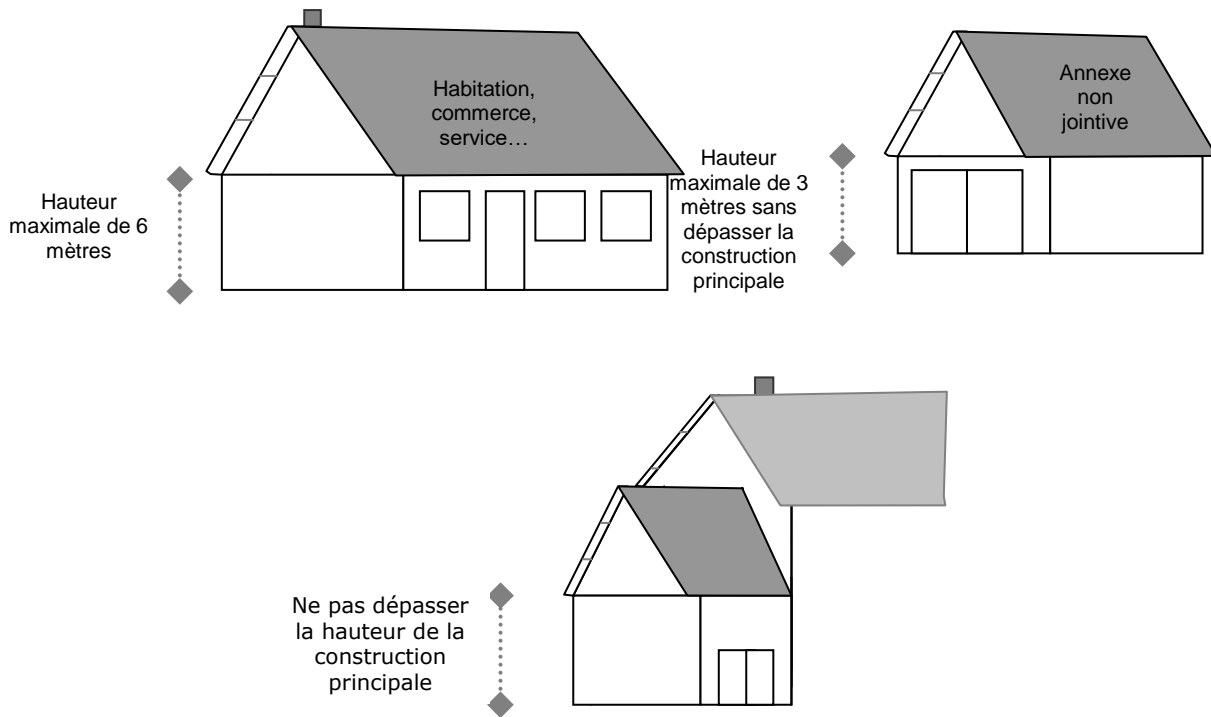 Habitation,
commerce,
service…
Hauteur
maximale de 6
mètres
Annexe
non
jointive
Hauteur
maximale de 3
mètres sans
dépasser la
construction
principale
Ne pas dépasser
la hauteur de la
construction
principale